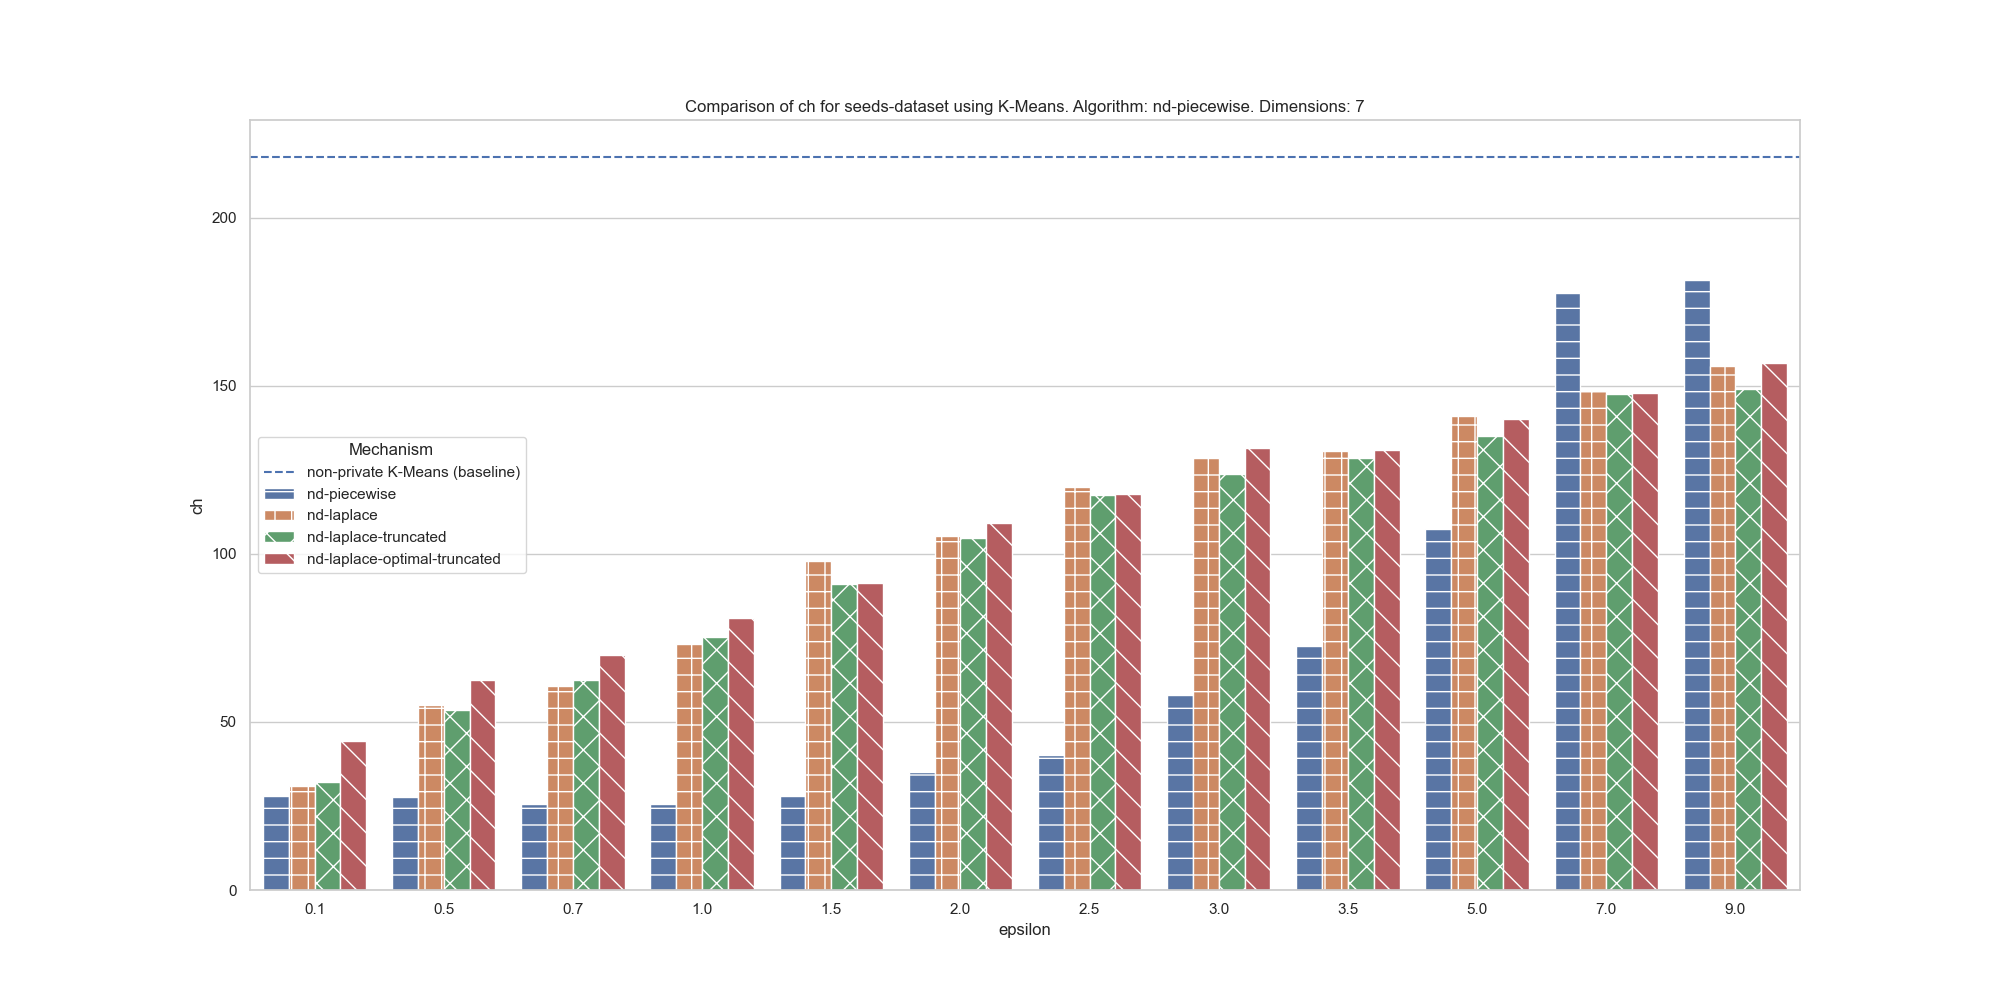 Comparison of ch for seeds-dataset using K-Means. Algorithm: nd-piecewise. Dimensions: 7
ch
200
150
100
50
0
Mechanism
non-private K-Means (baseline)
nd-piecewise
nd-laplace
nd-laplace-truncated
nd-laplace-optimal-truncated
0.1 0.5 0.7 1.0 1.5 2.0 2.5 3.0 3.5 5.0 7.0 9.0
epsilon